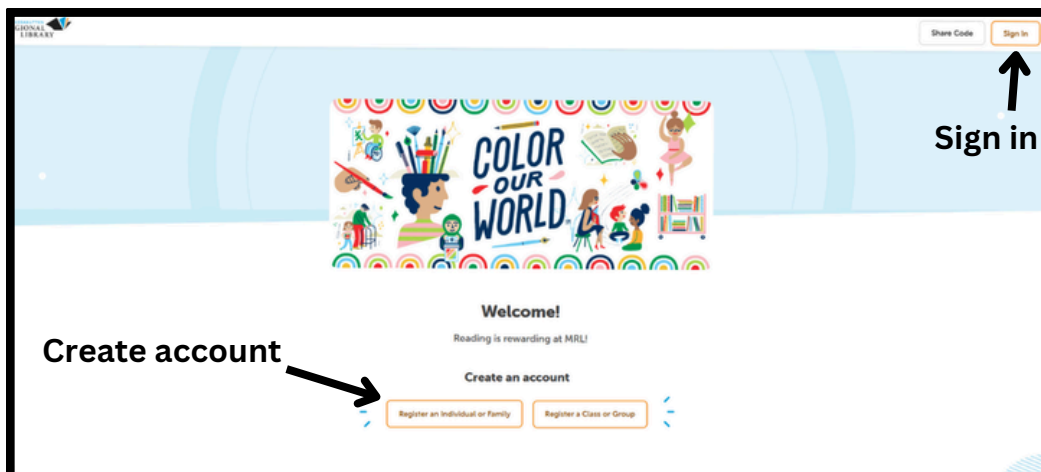 GIONAL
LIBRARY
Share Code
Sign In
Sign in
COLOR
OUR
WORLD
Welcome!
Reading is rewarding at MRL!
Create account
Create an account
Register an Individual or Family
Register a Class or Group